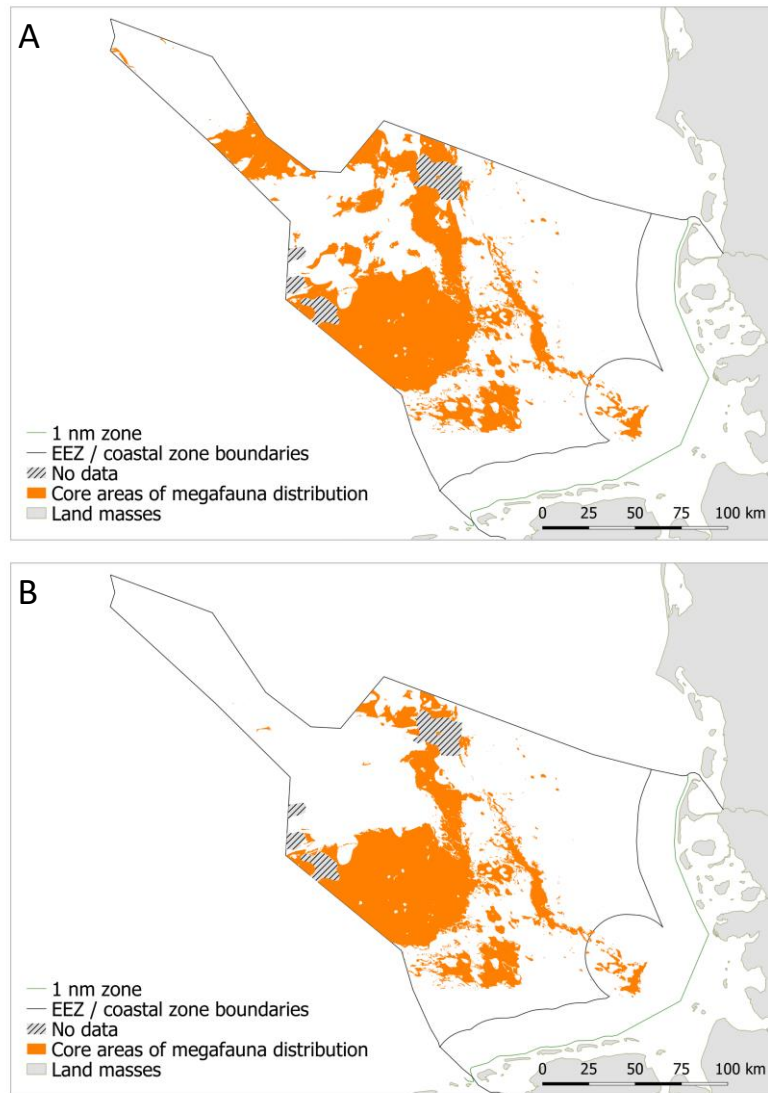 A
1 nm zone
EEZ / coastal zone boundaries
No data
Core areas of megafauna distribution
Land masses
0 25 50 75 100 km
B
1 nm zone
EEZ / coastal zone boundaries
No data
Core areas of megafauna distribution
Land masses
0 25 50 75 100 km